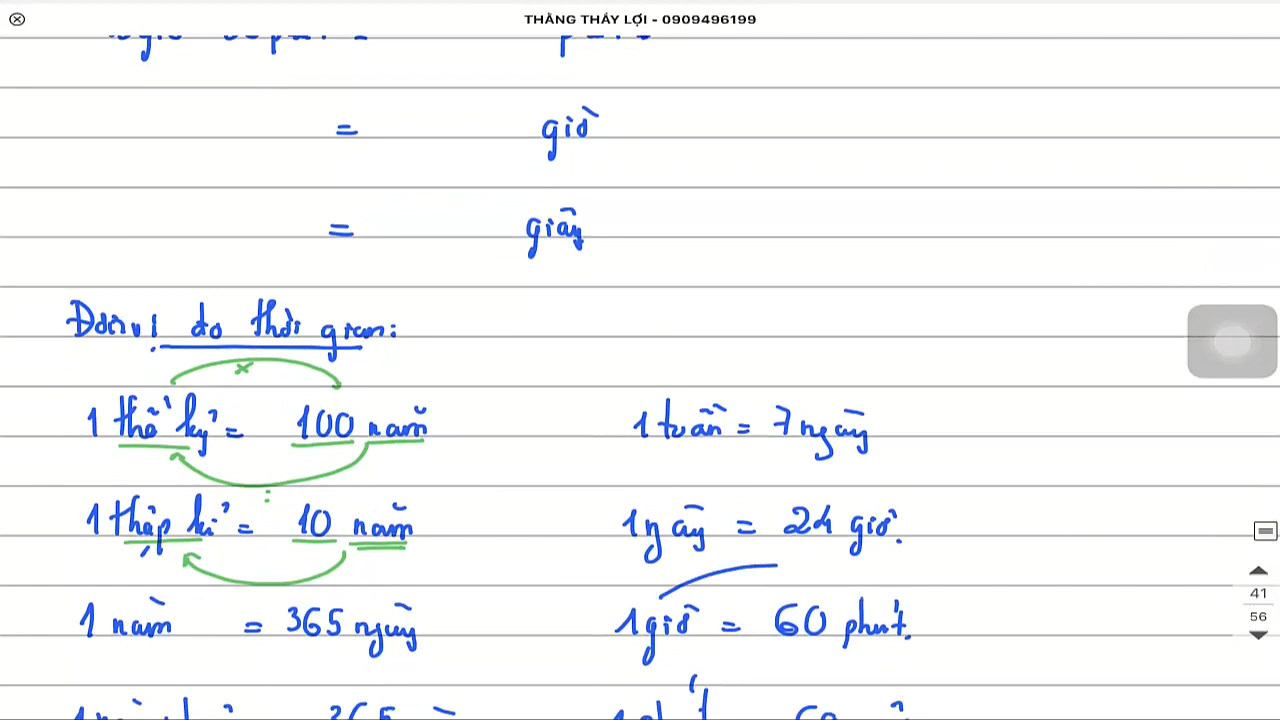 THẦNG THẦY LỢI - 0909496199
= giờ
= giây
Đơn vị đo thời gian:
x
1 thế kỷ = 100 năm
1 tuần = 7 ngày
:
1 thập kỉ = 10 năm
1 ngày = 24 giờ.
1 năm = 365 ngày
1 giờ = 60 phút.
41
56